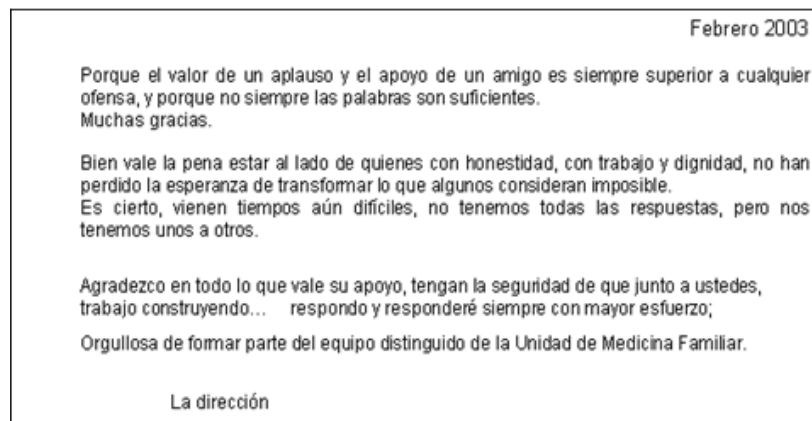 Febrero 2003
Porque el valor de un aplauso y el apoyo de un amigo es siempre superior a cualquier
ofensa, y porque no siempre las palabras son suficientes.
Muchas gracias.
Bien vale la pena estar al lado de quienes con honestidad, con trabajo y dignidad, no han
perdido la esperanza de transformar lo que algunos consideran imposible.
Es cierto, vienen tiempos aún difíciles, no tenemos todas las respuestas, pero nos
tenemos unos a otros.
Agradezco en todo lo que vale su apoyo, tengan la seguridad de que junto a ustedes,
trabajo construyendo... respondo y responderé siempre con mayor esfuerzo;
Orgullosa de formar parte del equipo distinguido de la Unidad de Medicina Familiar.
La dirección